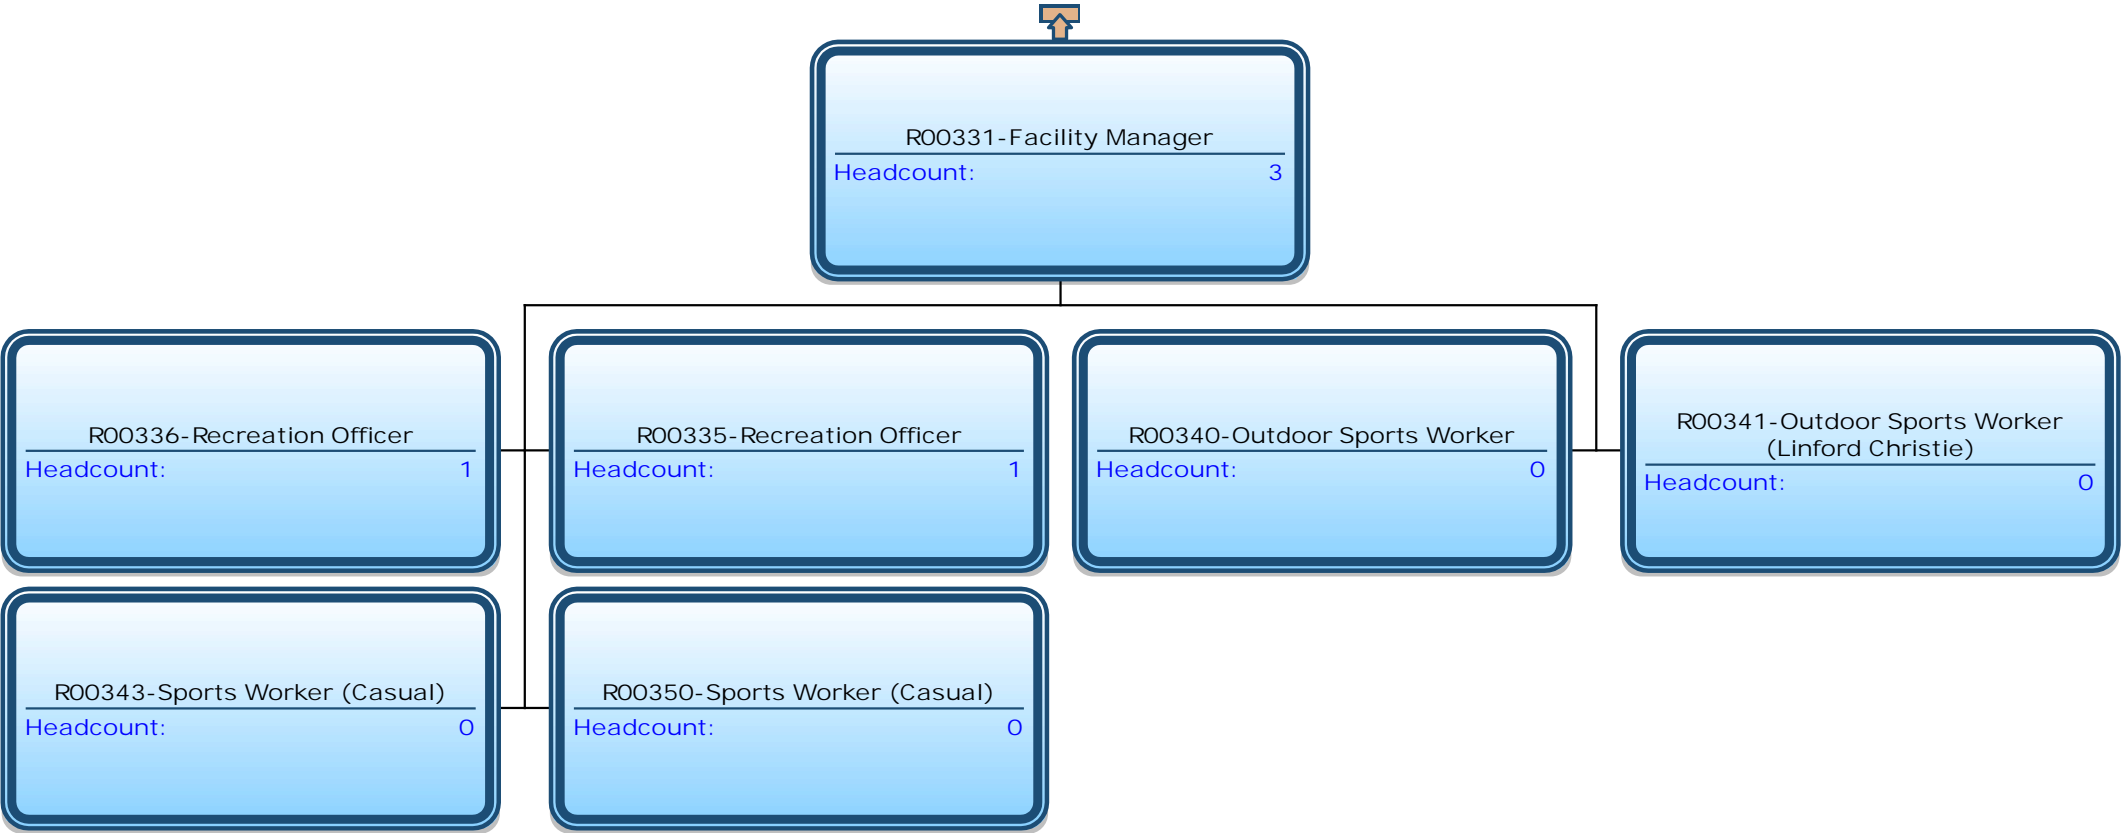 R00331-Facility Manager
Headcount: 3
R00336-Recreation Officer
Headcount: 1
R00335-Recreation Officer
Headcount: 1
R00340-Outdoor Sports Worker
Headcount: 0
R00341-Outdoor Sports Worker
(Linford Christie)
Headcount: 0
R00343-Sports Worker (Casual)
Headcount: 0
R00350-Sports Worker (Casual)
Headcount: 0